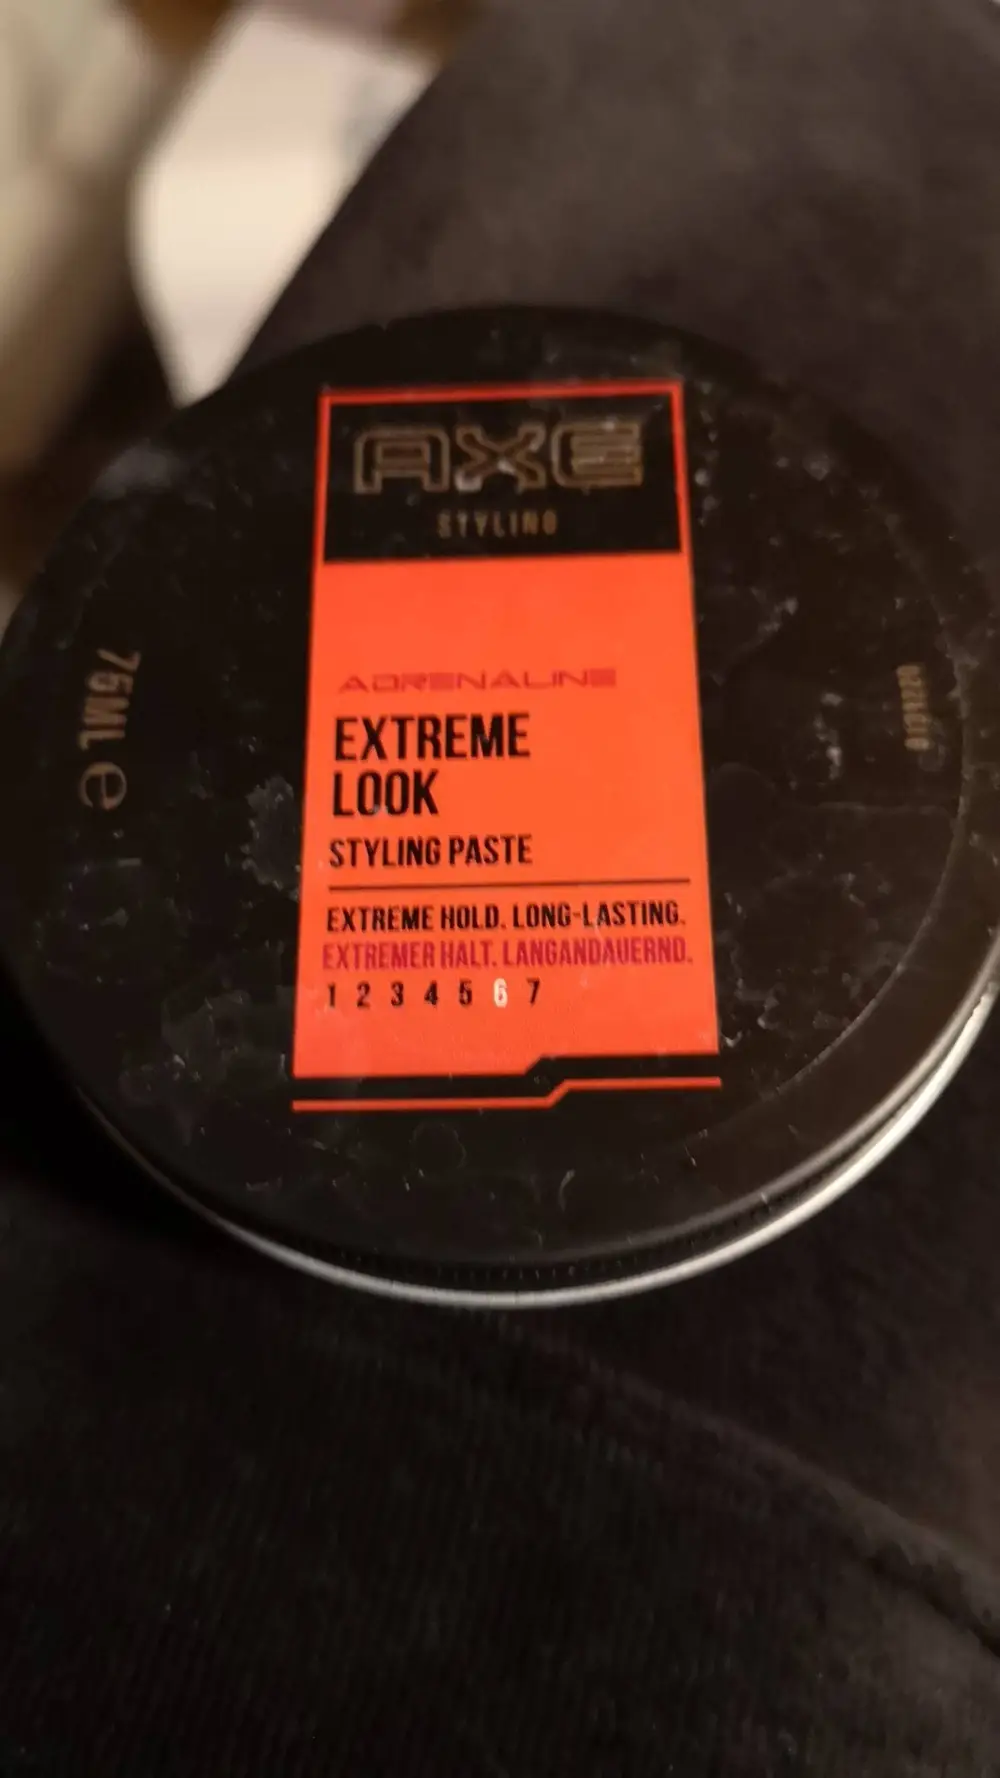 AXE
STYLING
ADRENALINE
EXTREME
LOOK
STYLING PASTE
EXTREME HOLD. LONG-LASTING.
EXTREMER HALT. LANGANDAUERND.
1 2 3 4 5 6 7
75ML e